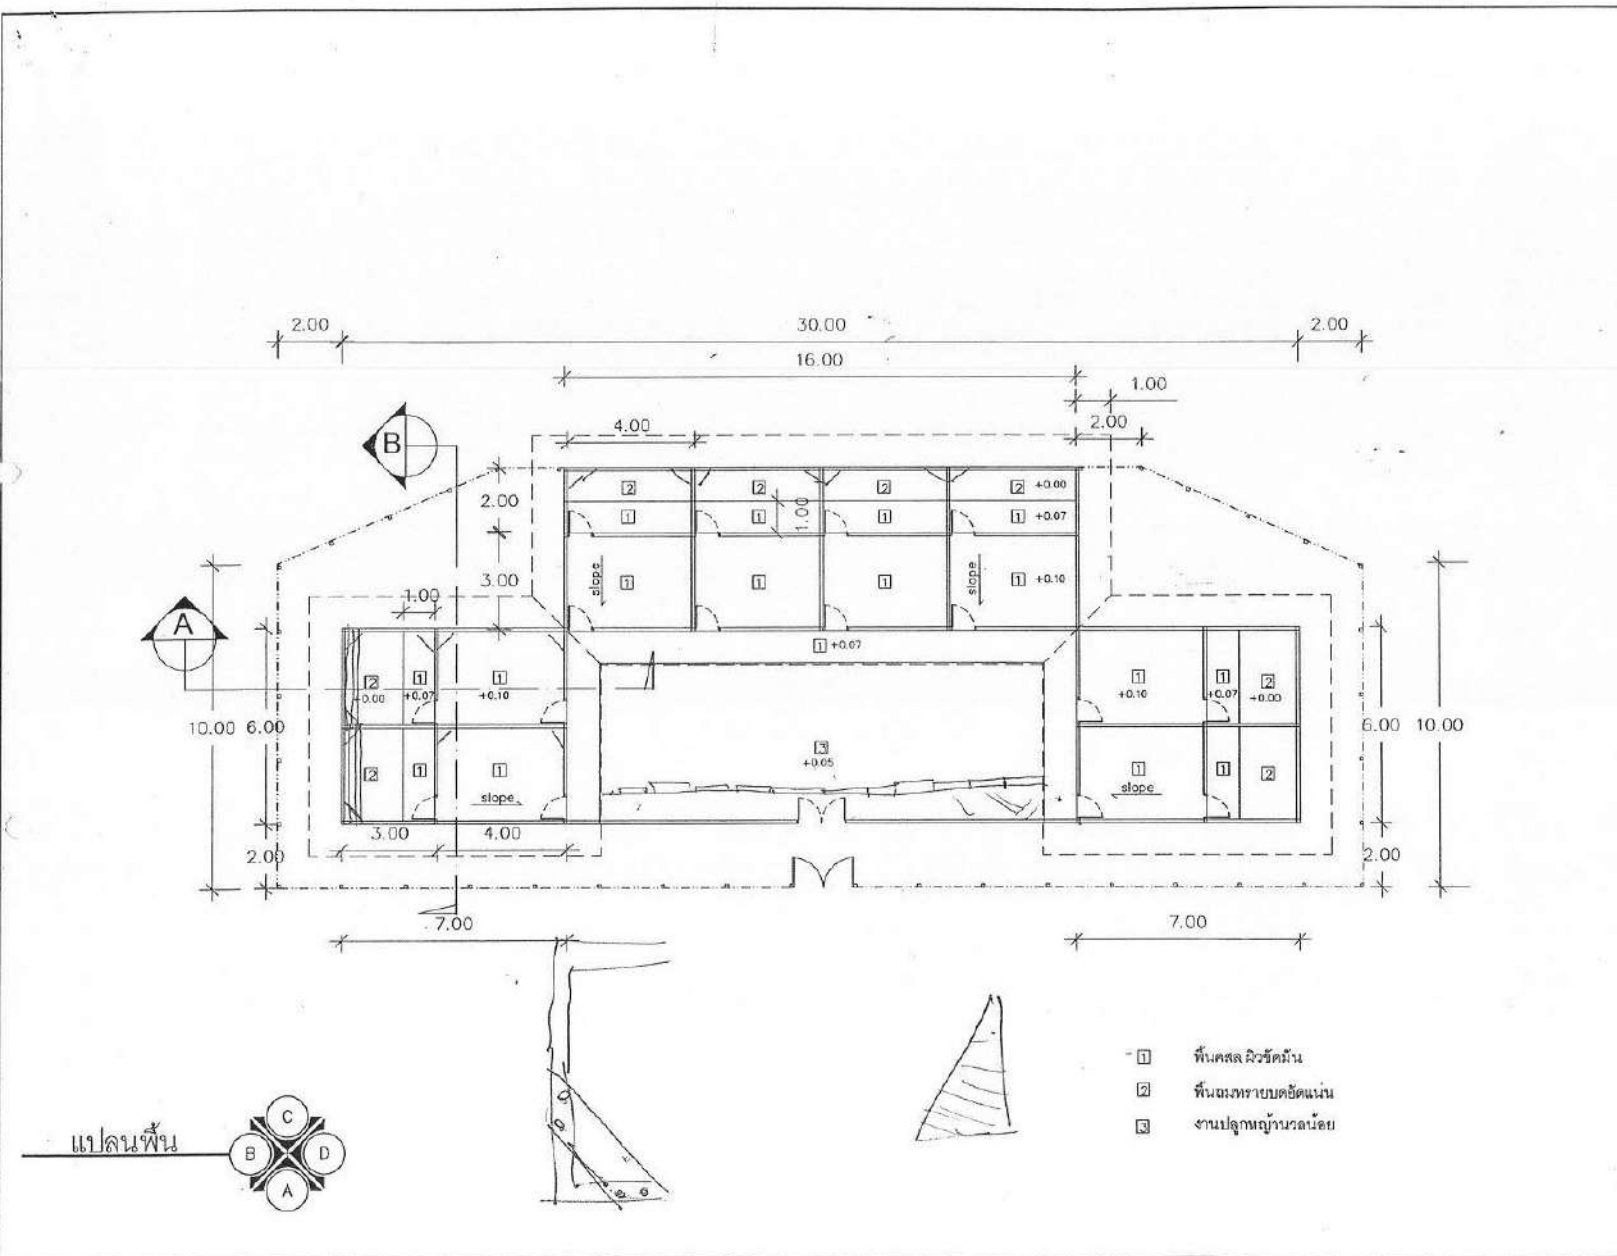 2.00 30.00 2.00
16.00
1.00
4.00 2.00
B
2 2 2 2 +0.00
2.00
1 1 1.00 1 1 +0.07
3.00 slope 1 1 1 slope 1 +0.10
1.00
A
1 +0.07
2 +0.00 1 +0.07 1 +0.10
1 +0.10 1 +0.07 2 +0.00
10.00 6.00 6.00 10.00
3 +0.05
2 1 1 slope
1 slope 1 2
3.00 4.00
2.00 2.00
7.00 7.00
1 พื้นคสล ผิวขัดมัน
2 พื้นถมทรายบดอัดแน่น
3 งานปลูกหญ้านวลน้อย
แปลนพื้น
C
B D
A